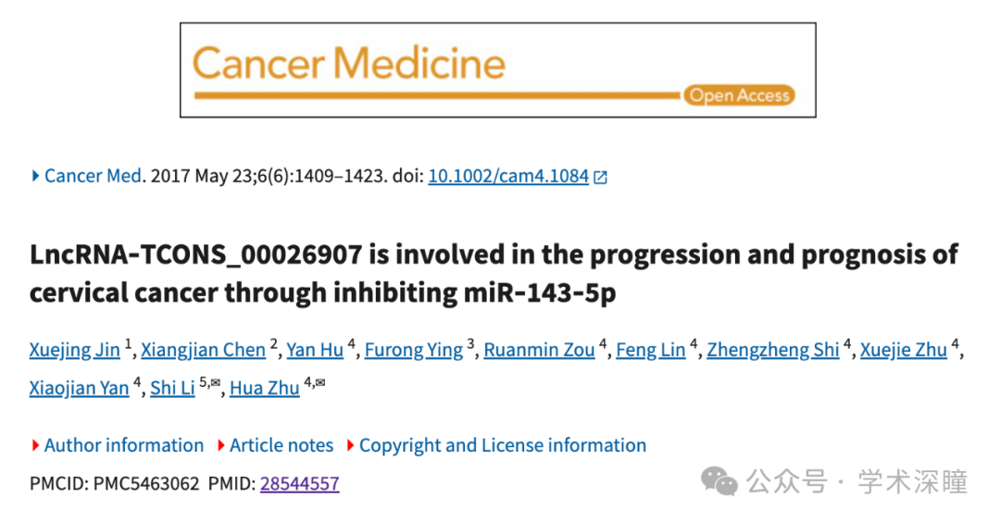 Cancer Medicine
Open Access
Cancer Med. 2017 May 23;6(6):1409–1423. doi: 10.1002/cam4.1084
LncRNA‐TCONS_00026907 is involved in the progression and prognosis of
cervical cancer through inhibiting miR‐143‐5p
Xuejing Jin 1, Xiangjian Chen 2, Yan Hu 4, Furong Ying 3, Ruanmin Zou 4, Feng Lin 4, Zhengzheng Shi 4, Xuejie Zhu 4,
Xiaojian Yan 4, Shi Li 5,✉, Hua Zhu 4,✉
Author information Article notes Copyright and License information
PMCID: PMC5463062 PMID: 28544557
公众号 · 学术深瞳